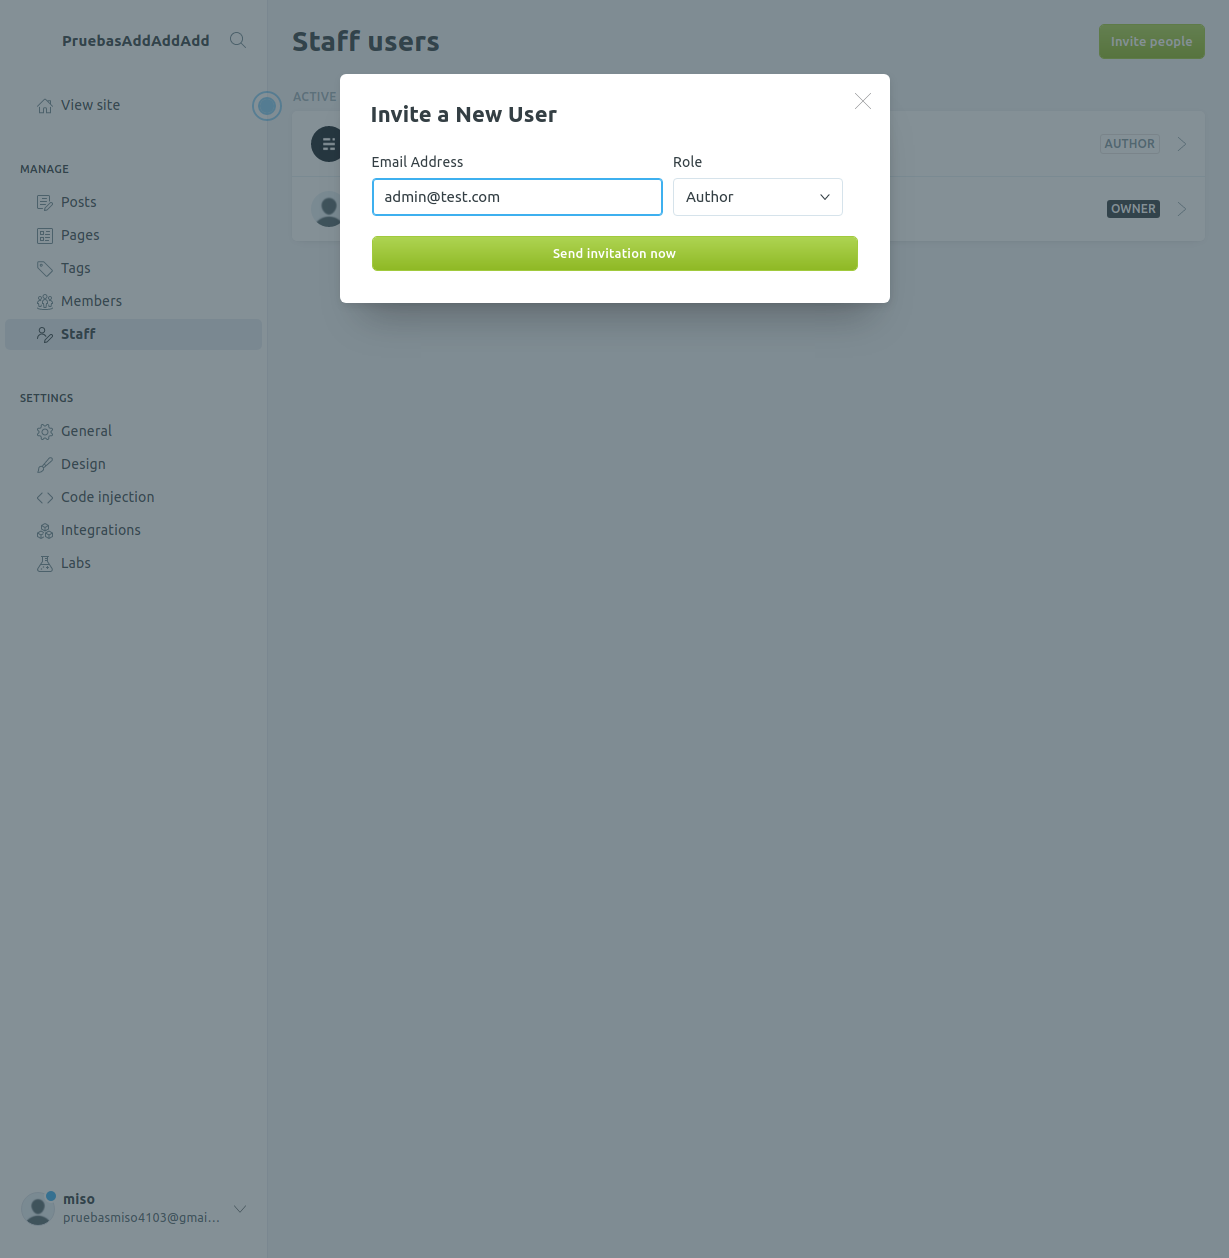 PruebasAddAddAdd
View site
MANAGE
Posts
Pages
Tags
Members
Staff
SETTINGS
General
Design
Code injection
Integrations
Labs
miso
pruebasmiso4103@gmai...
Staff users
Invite people
ACTIVE
AUTHOR
OWNER
Invite a New User
Email Address
Role
admin@test.com
Author
Send invitation now